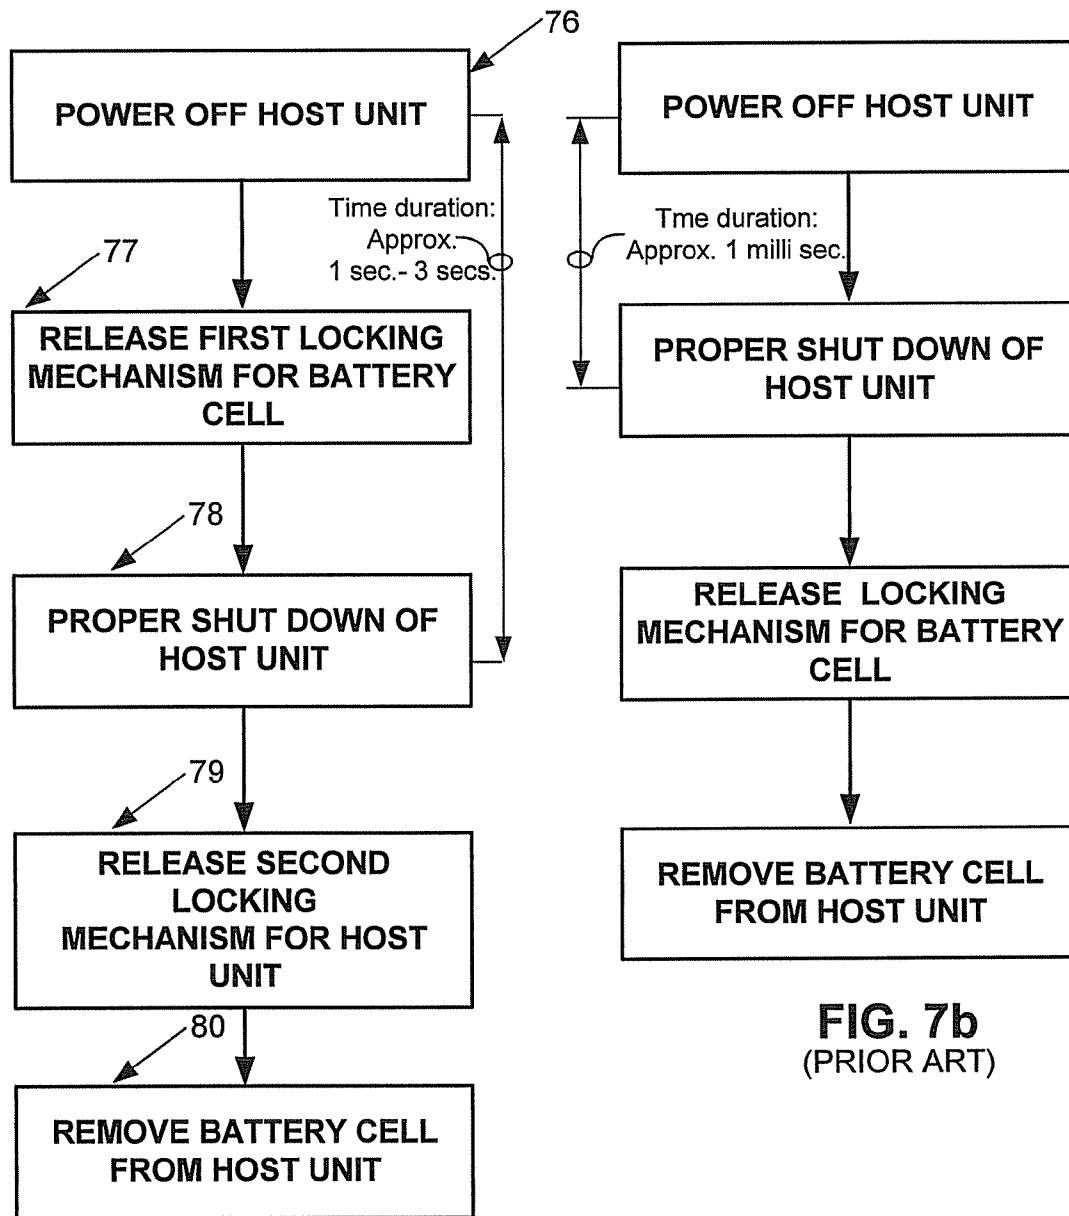 76
POWER OFF HOST UNIT
Time duration:
Approx.
1 sec.- 3 secs.
77
RELEASE FIRST LOCKING
MECHANISM FOR BATTERY
CELL
78
PROPER SHUT DOWN OF
HOST UNIT
79
RELEASE SECOND
LOCKING
MECHANISM FOR HOST
UNIT
80
REMOVE BATTERY CELL
FROM HOST UNIT
POWER OFF HOST UNIT
Tme duration:
Approx. 1 milli sec.
PROPER SHUT DOWN OF
HOST UNIT
RELEASE LOCKING
MECHANISM FOR BATTERY
CELL
REMOVE BATTERY CELL
FROM HOST UNIT
FIG. 7b
(PRIOR ART)